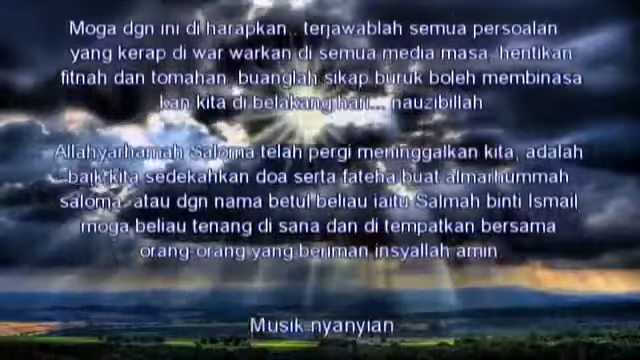 Moga dgn ini di harapkan.. terjawablah semua persoalan
yang kerap di war warkan di semua media masa, hentikan
fitnah dan tomahan, buanglah sikap buruk boleh membinasa
kan kita di belakang hari... nauzibillah
Allahyarhamah Saloma telah pergi meninggalkan kita, adalah
baik kita sedekahkan doa serta fateha buat almarhummah
saloma atau dgn nama betul beliau iaitu Salmah binti Ismail
moga beliau tenang di sana dan di tempatkan bersama
orang-orang yang beriman insyallah amin
Musik nyanyian